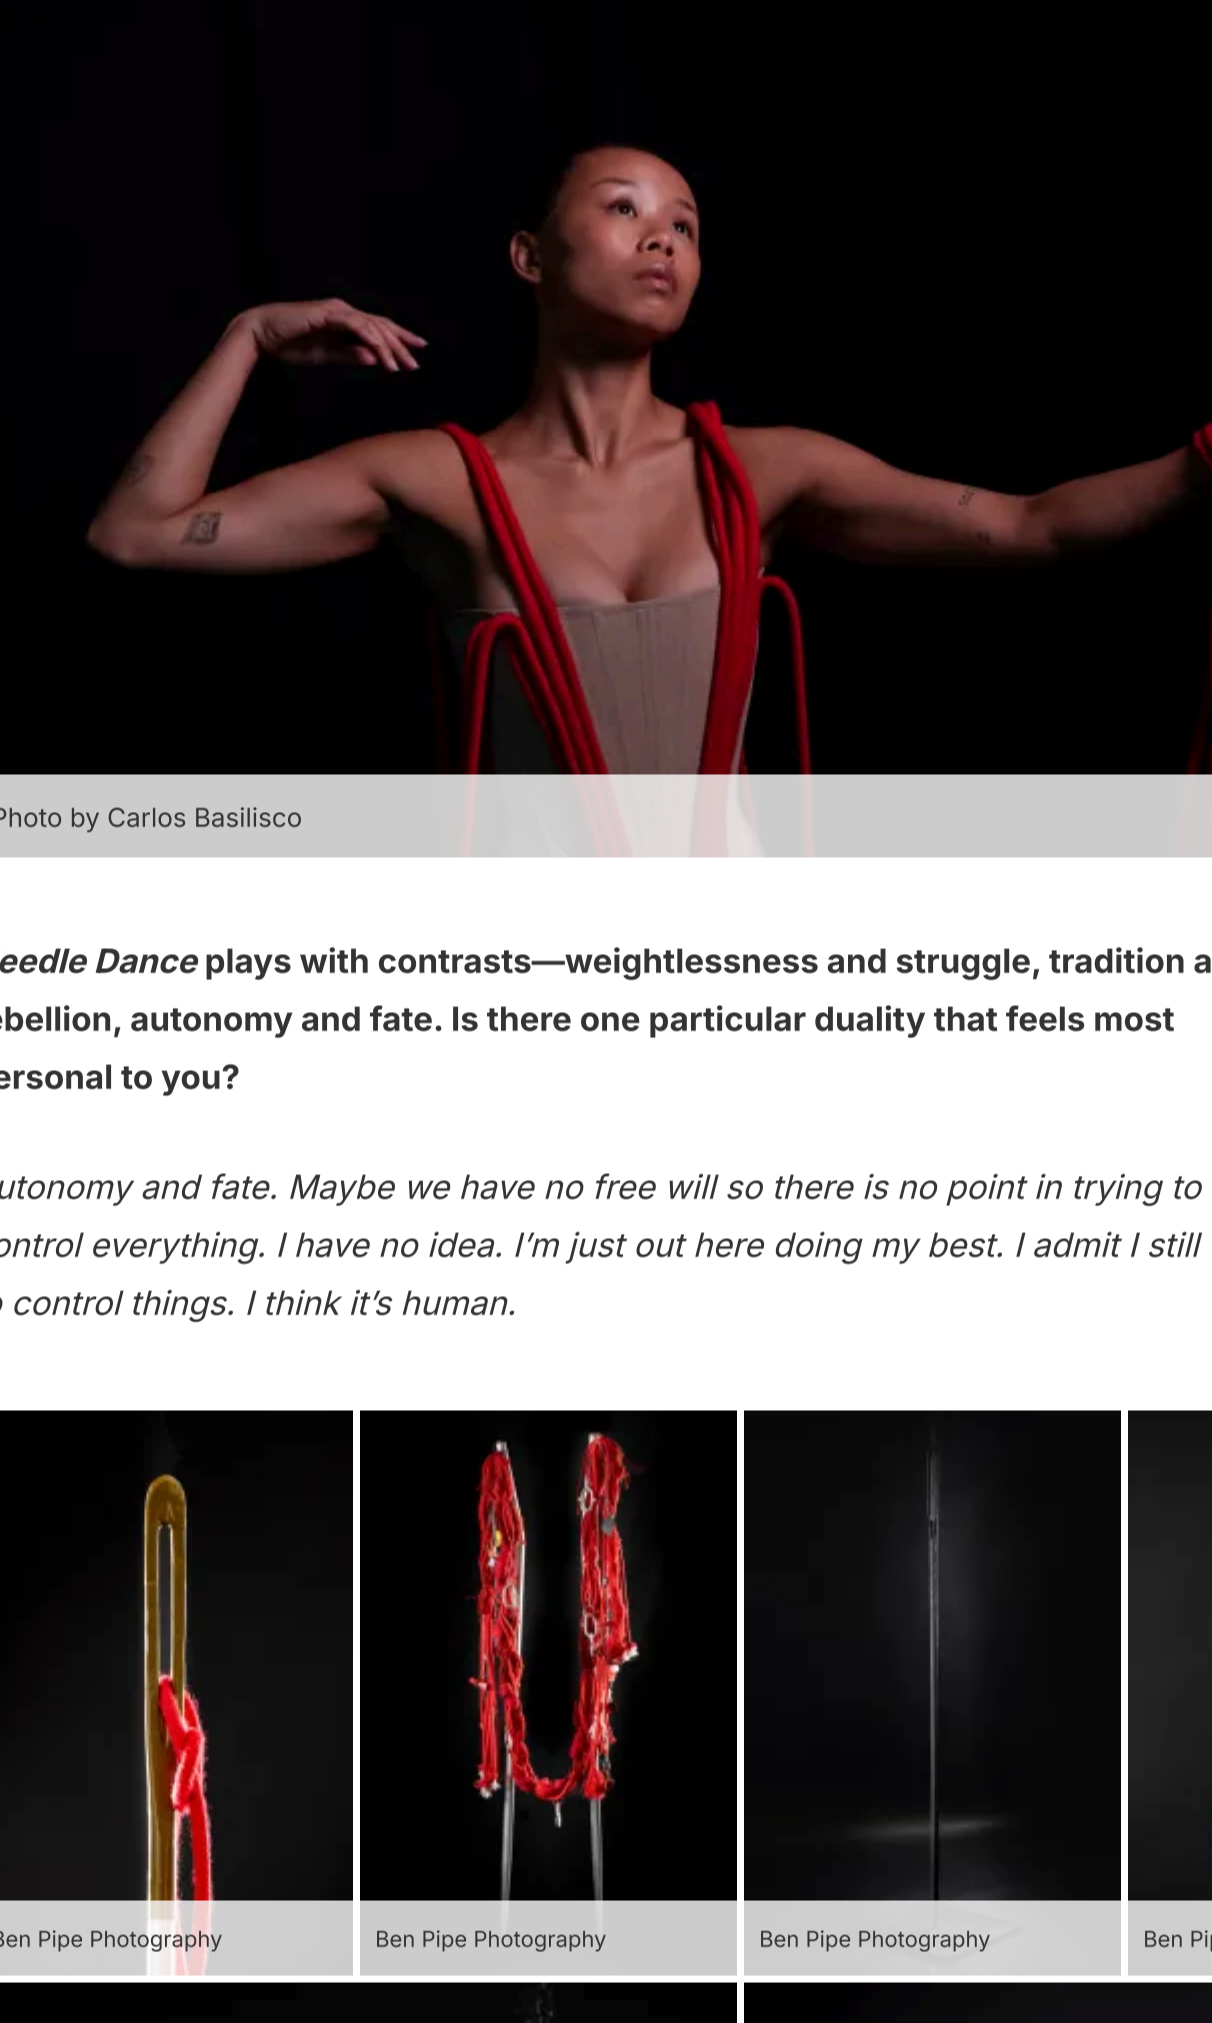 Photo by Carlos Basilisco
eedle Dance plays with contrasts—weightlessness and struggle, tradition a
ebellion, autonomy and fate. Is there one particular duality that feels most
ersonal to you?
utonomy and fate. Maybe we have no free will so there is no point in trying to
ontrol everything. I have no idea. I’m just out here doing my best. I admit I still
o control things. I think it’s human.
Ben Pipe Photography
Ben Pipe Photography
Ben Pipe Photography
Ben Pi